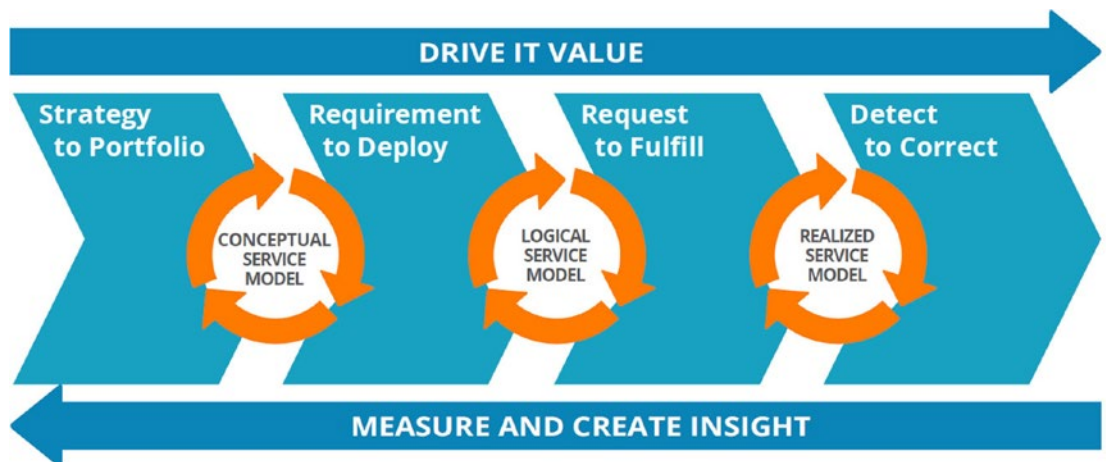 DRIVE IT VALUE
Strategy
to Portfolio
Requirement
to Deploy
Request
to Fulfill
Detect
to Correct
CONCEPTUAL
SERVICE
MODEL
LOGICAL
SERVICE
MODEL
REALIZED
SERVICE
MODEL
MEASURE AND CREATE INSIGHT